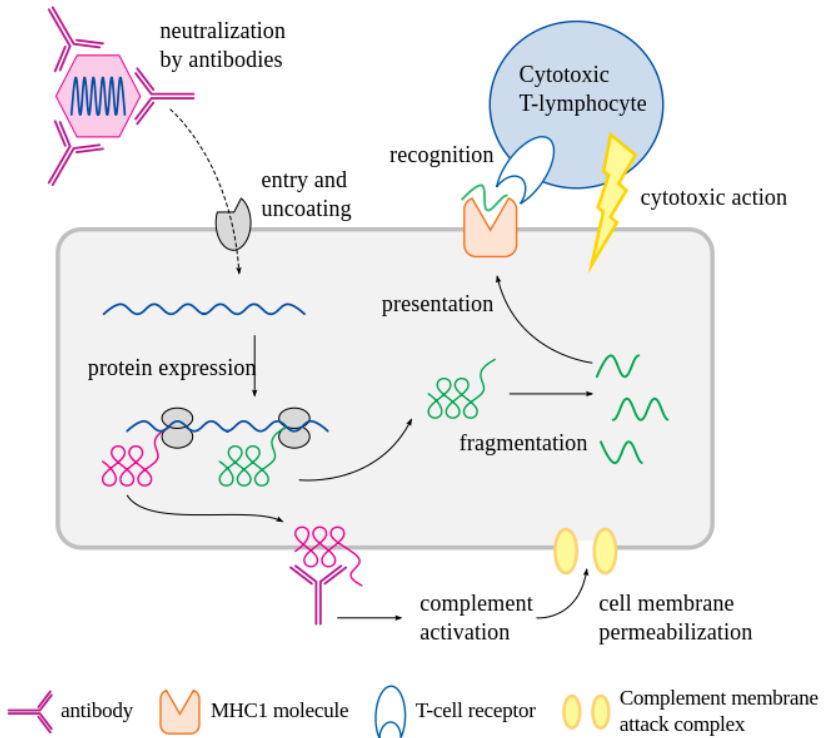 neutralization
by antibodies
Cytotoxic
T-lymphocyte
recognition
entry and
uncoating
cytotoxic action
presentation
protein expression
fragmentation
complement
activation
cell membrane
permeabilization
antibody
MHC1 molecule
T-cell receptor
Complement membrane
attack complex